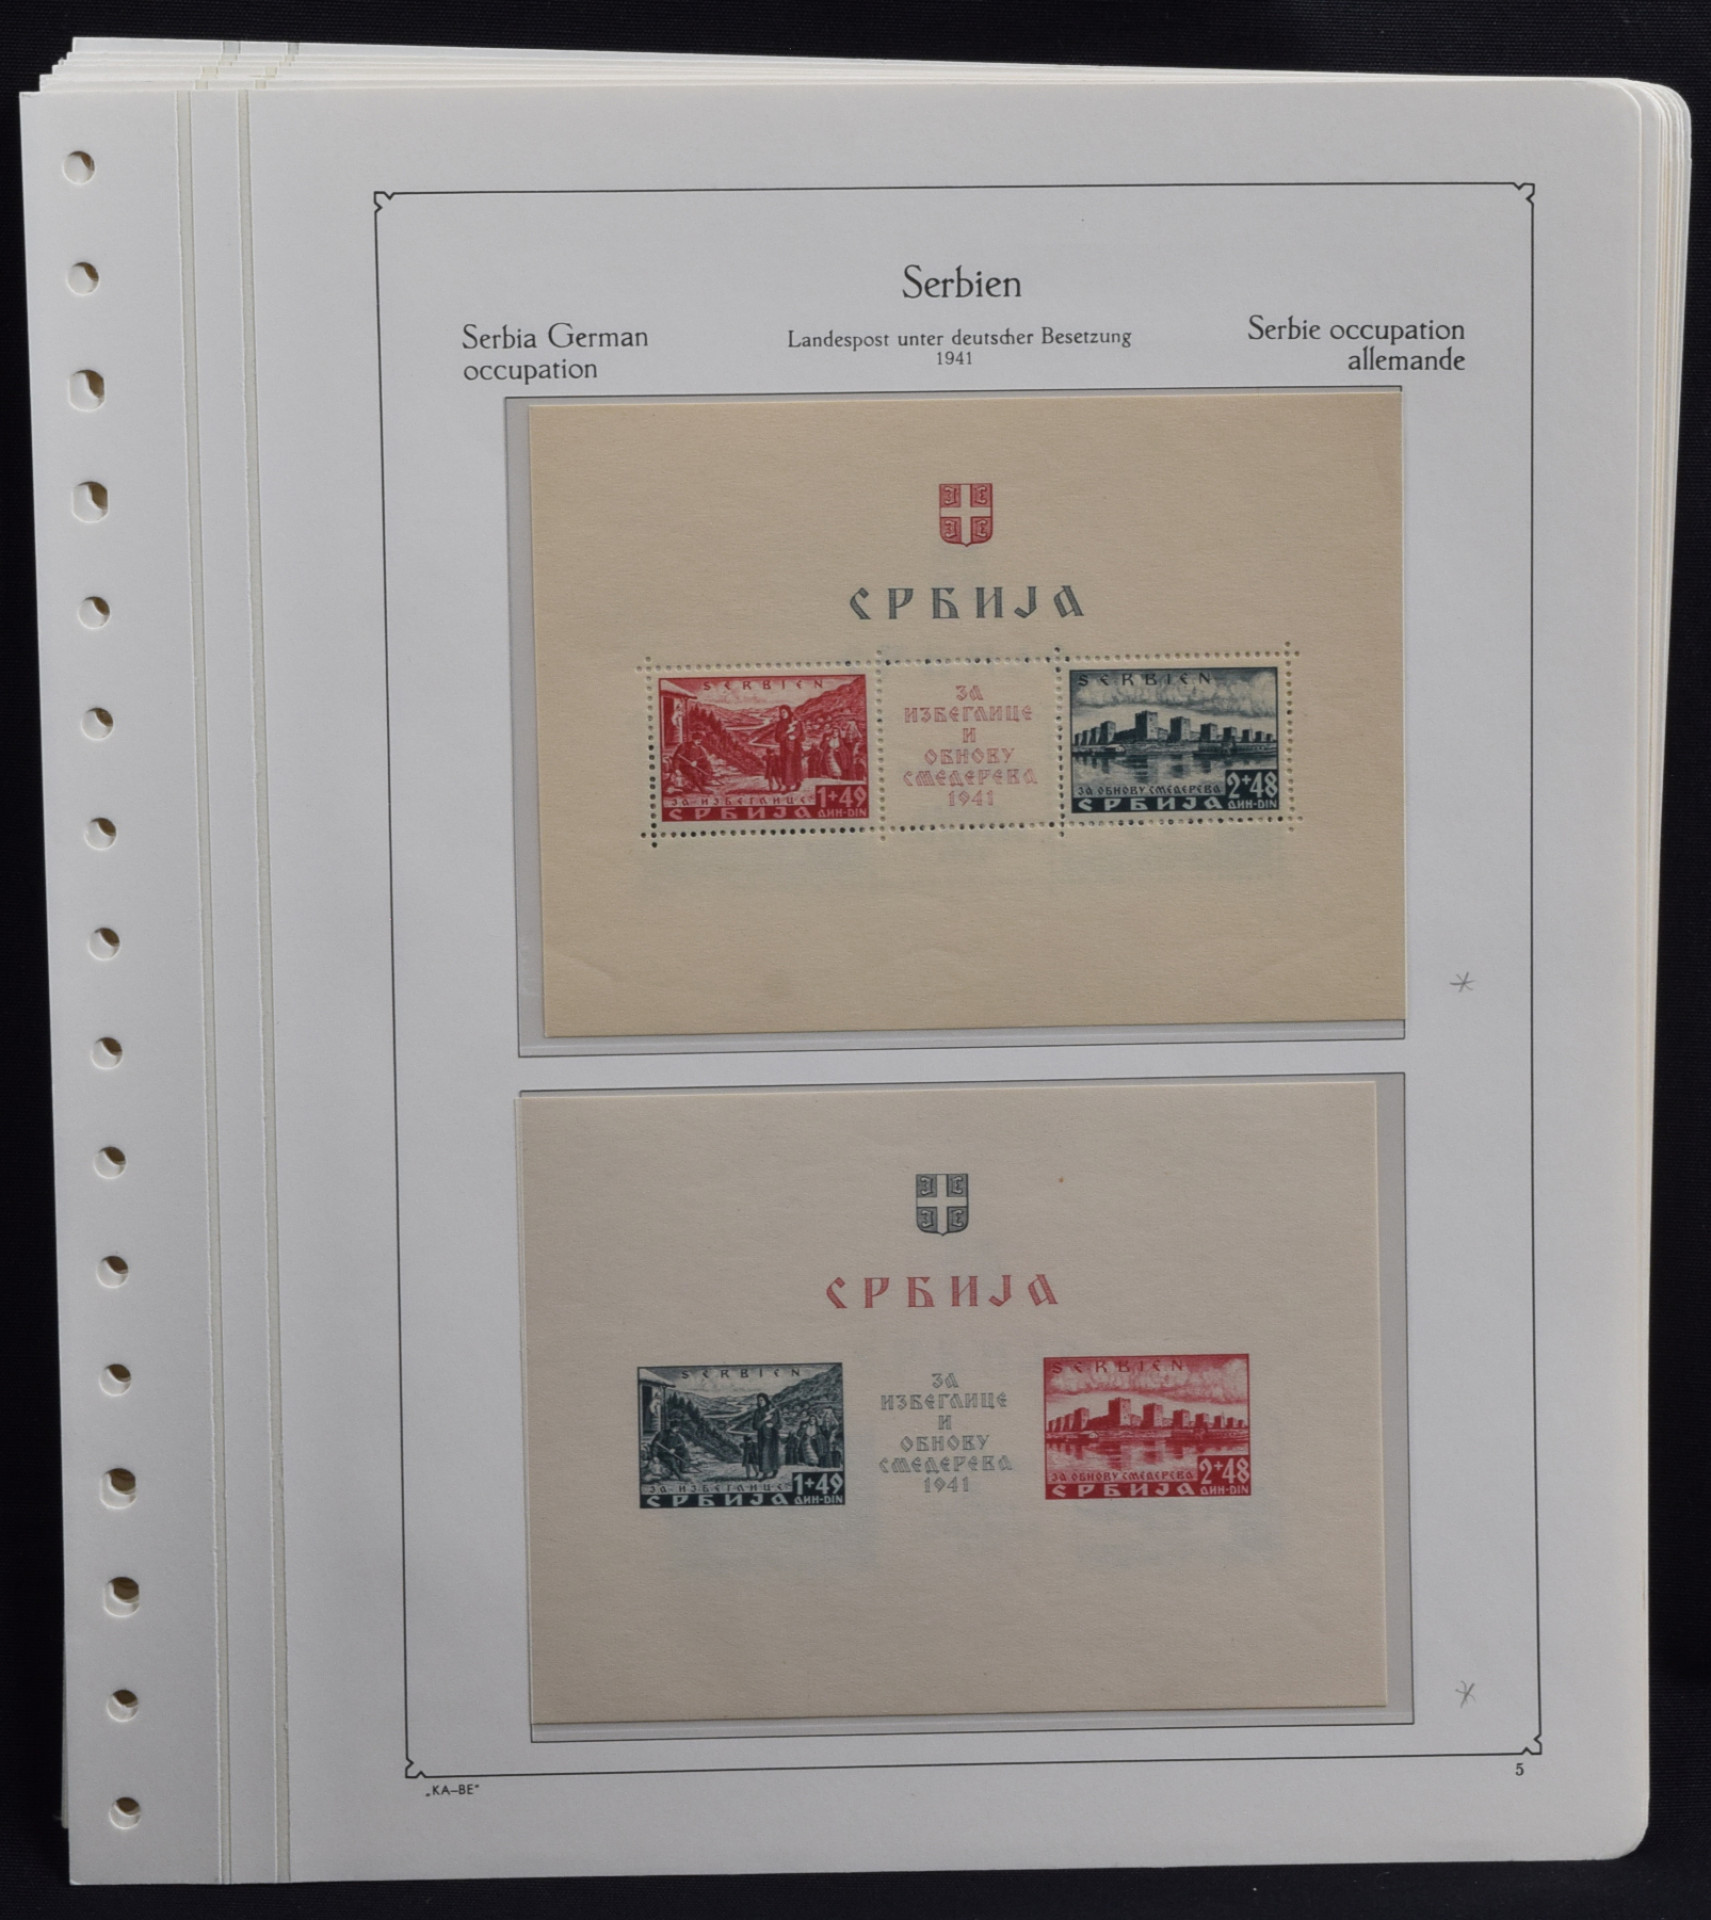 Serbien
Serbia German
occupation
Landespost unter deutscher Besetzung
1941
Serbie occupation
allemande
СРБИЈА
SERBIEN
ЗА ИЗБЕГЛИЦЕ
1+49
СРБИЈА ДИН-DIN
ЗА
ИЗБЕГЛИЦЕ
И
ОБНОВУ
СМЕДЕРЕВА
1941
SERBIEN
ЗА ОБНОВУ СМЕДЕРЕВА
2+48
СРБИЈА ДИН-DIN
СРБИЈА
SERBIEN
ЗА ИЗБЕГЛИЦЕ
1+49
СРБИЈА ДИН-DIN
ЗА
ИЗБЕГЛИЦЕ
И
ОБНОВУ
СМЕДЕРЕВА
1941
SERBIEN
ЗА ОБНОВУ СМЕДЕРЕВА
2+48
СРБИЈА ДИН-DIN
„KA–BE“
5